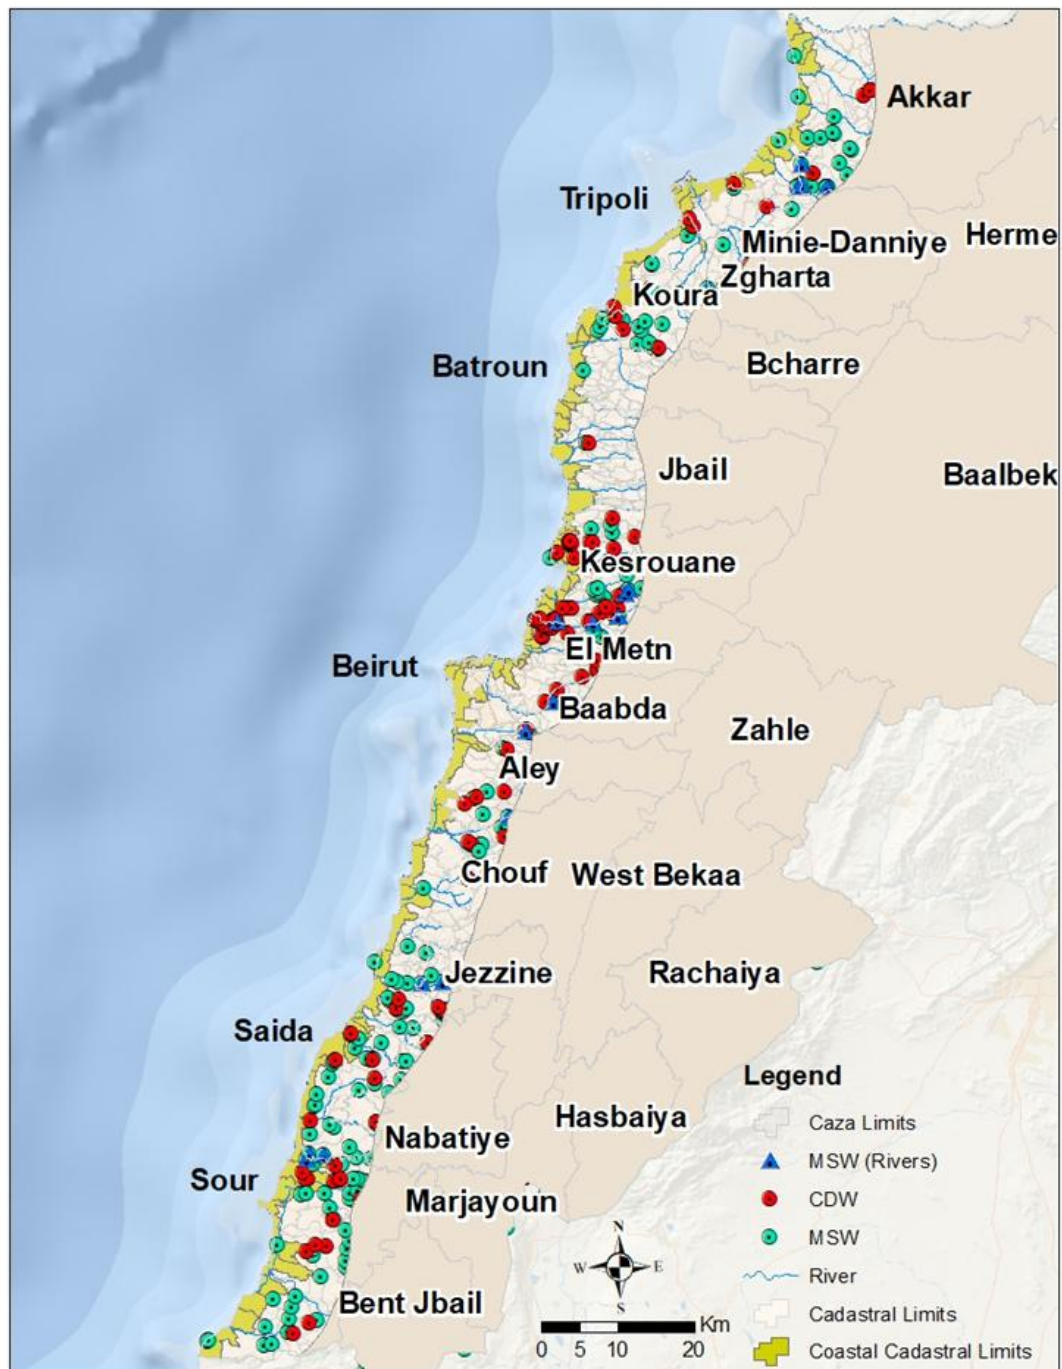 Akkar
Tripoli
Herme
Minie-Danniye
Zgharta
Koura
Batroun
Bcharre
Jbail
Baalbek
Kesrouane
El Metn
Beirut
Baabda
Zahle
Aley
Chouf
West Bekaa
Jezzine
Rachaiya
Saida
Legend
Hasbaiya
Caza Limits
Nabatiye
MSW (Rivers)
Sour
Marjayoun
CDW
MSW
N
W E
S
River
Bent Jbail
Cadastral Limits
Km
0 5 10 20
Coastal Cadastral Limits